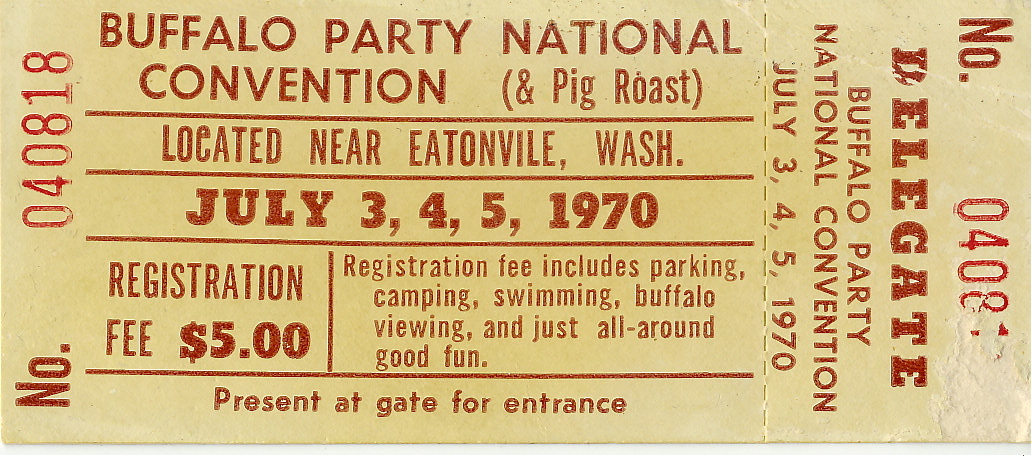 No. 040818
BUFFALO PARTY NATIONAL
CONVENTION (& Pig Roast)
LOCATED NEAR EATONVILE, WASH.
JULY 3, 4, 5, 1970
REGISTRATION
FEE $5.00
Registration fee includes parking,
camping, swimming, buffalo
viewing, and just all-around
good fun.
Present at gate for entrance
No. 0408
DELEGATE
BUFFALO PARTY
NATIONAL CONVENTION
JULY 3, 4, 5, 1970